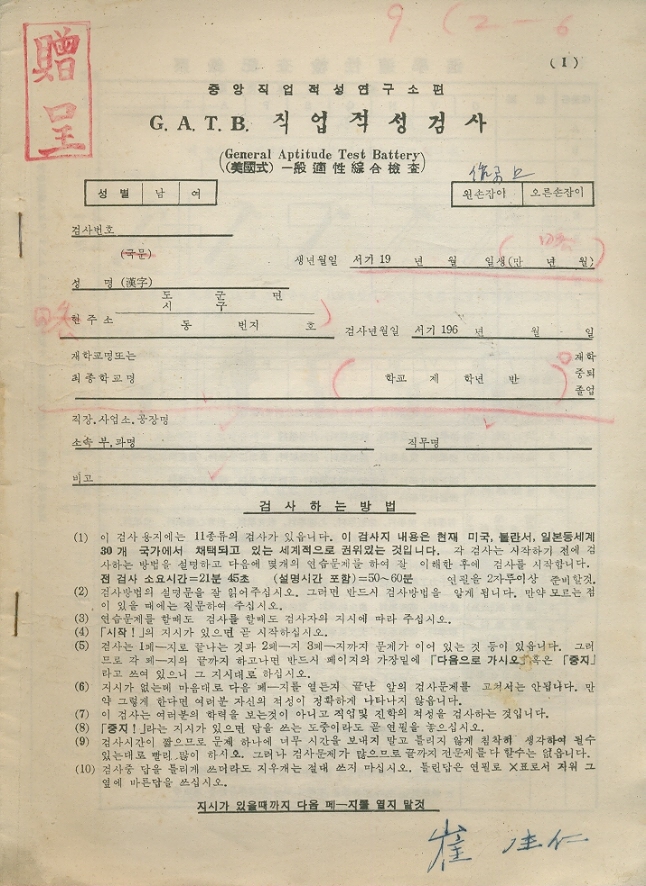 9. 12-6
贈呈
(1)
중앙직업적성연구소편
G.A.T.B. 직업적성검사
(General Aptitude Test Battery)
(美國式) 一般適性綜合檢査
성별 남 여
왼손잡이 오른손잡이
검사번호
(국문)
생년월일 서기 19 년 월 일생(만 년 월)
성 명 (漢字)
도 군 면
시 구
현주소
동 번지 호
검사년월일 서기 196 년 월 일
재학교명또는
재학
최종학교명
학교 제 학년 반
중퇴
졸업
직장.사업소.공장명
소속 부,과명 직무명
비고
검사하는방법
(1) 이 검사 용지에는 11종류의 검사가 있읍니다. 이 검사지 내용은 현재 미국, 불란서, 일본등세계
30개 국가에서 채택되고 있는 세계적으로 권위있는 것입니다. 각 검사는 시작하기 전에 검
사하는 방법을 설명하고 다음에 몇개의 연습문제를 하여 잘 이해한 후에 검사를 시작합니다.
전 검사 소요시간=21분 45초 (설명시간 포함)=50~60분 연필을 2자루이상 준비할것.
(2) 검사방법의 설명문을 잘 읽어주십시오. 그러면 반드시 검사방법을 알게 됩니다. 만약 모르는점
이 있을 때에는 질문하여 주십시오.
(3) 연습문제를 할때도 검사를 할때도 검사자의 지시에 따라 주십시오.
(4) 「시작!」의 지시가 있으면 곧 시작하십시오.
(5) 검사는 1페―지로 끝나는 것과 2페―지 3페―지까지 문제가 이어 있는 것 등이 있읍니다. 그러
므로 각 페―지의 끝까지 하고나면 반드시 페이지의 가장밑에 「다음으로 가시오」혹은 「중지」
라고 쓰여 있으니 그 지시대로 하십시오.
(6) 지시가 없는데 마음대로 다음 페―지를 열든지 끝난 앞의 검사문제를 고쳐서는 안됩니다. 만
약 그렇게 한다면 여러분 자신의 적성이 정확하게 나타나지 않읍니다.
(7) 이 검사는 여러분의 학력을 보는것이 아니고 직업및 진학의 적성을 검사하는 것입니다.
(8) 「중지!」라는 지시가 있으면 답을 쓰는 도중이라도 곧 연필을 놓으십시오.
(9) 검사시간이 짧으므로 문제 하나에 너무 시간을 보내지 말고 틀리지 않게 침착히 생각하여 될수
있는대로 빨리 많이 하시오. 그러나 검사문제가 많으므로 끝까지 전문제를 다 할수는 없읍니다.
(10) 검사중 답을 틀리게 쓰더라도 지우개는 절대 쓰지 마십시오. 틀린답은 연필로 ×표로서 지워 그
옆에 바른답을 쓰십시오.
지시가 있을때까지 다음 페―지를 열지 말것